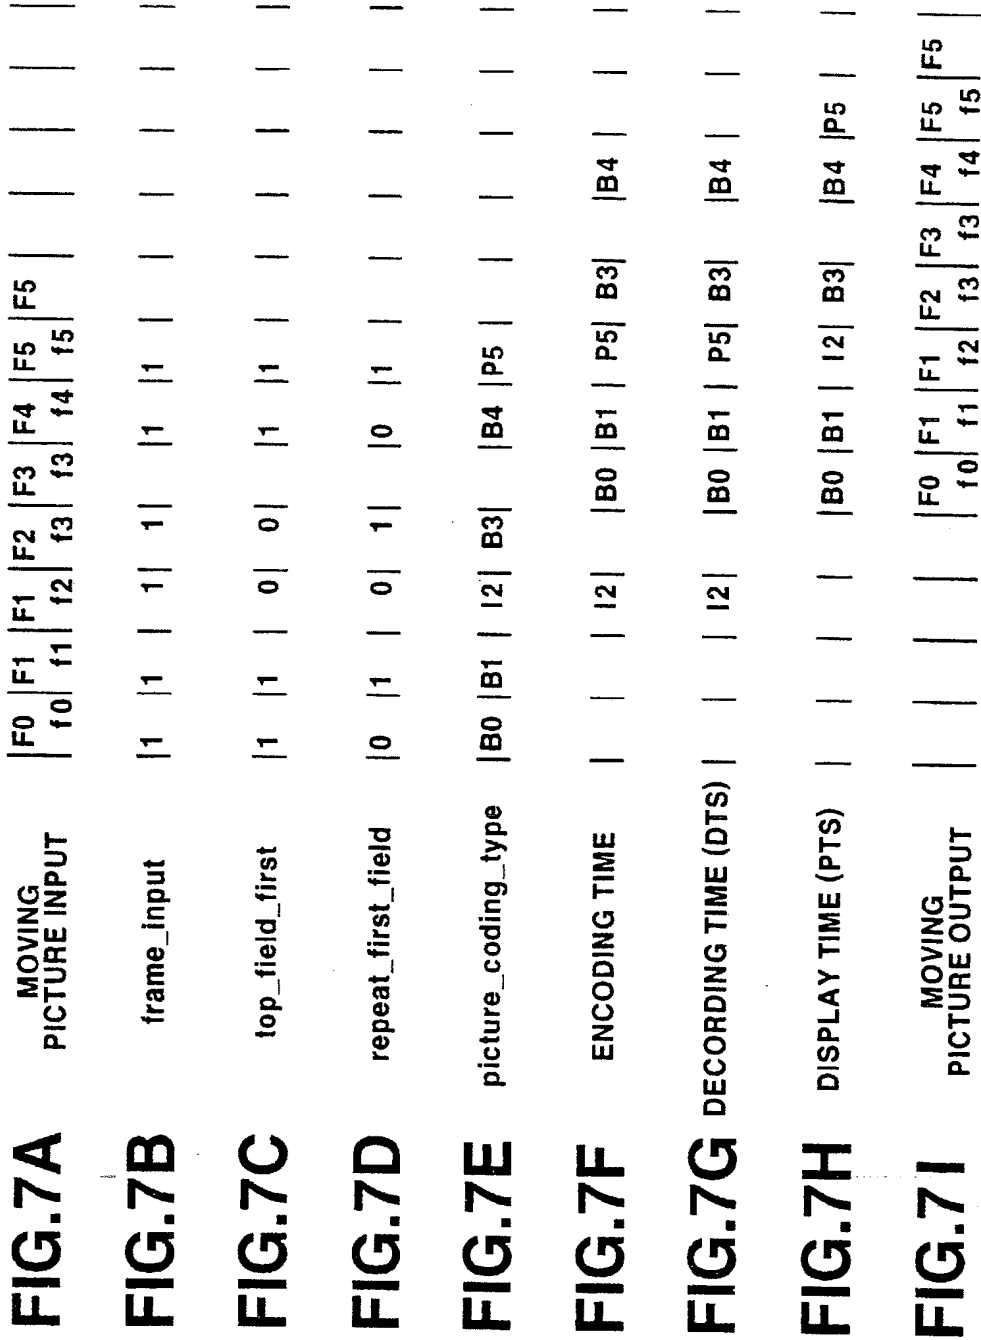 FIG.7A MOVING
PICTURE INPUT |F0 |F1 |F1 |F2 |F3 |F4 |F5 |F5
f0| f1| f2| f3| f3| f4| f5
FIG.7B frame_input |1 |1 | 1| 1| |1 |1
FIG.7C top_field_first |1 |1 | 0| 0| |1 |1
FIG.7D repeat_first_field |0 |1 | 0| 1| |0 |1
FIG.7E picture_coding_type |B0 |B1 | I2| B3| |B4 |P5 |
FIG.7F ENCODING TIME | | | I2| |B0 |B1 | P5| B3| |B4 |
FIG.7G DECORDING TIME (DTS) | | | I2| |B0 |B1 | P5| B3| |B4 |
FIG.7H DISPLAY TIME (PTS) | | | | |B0 |B1 | I2| B3| |B4 |P5 |
FIG.7I MOVING
PICTURE OUTPUT | | | | |F0 |F1 |F1 |F2 |F3 |F4 |F5 |F5
f0| f1| f2| f3| f3| f4| f5